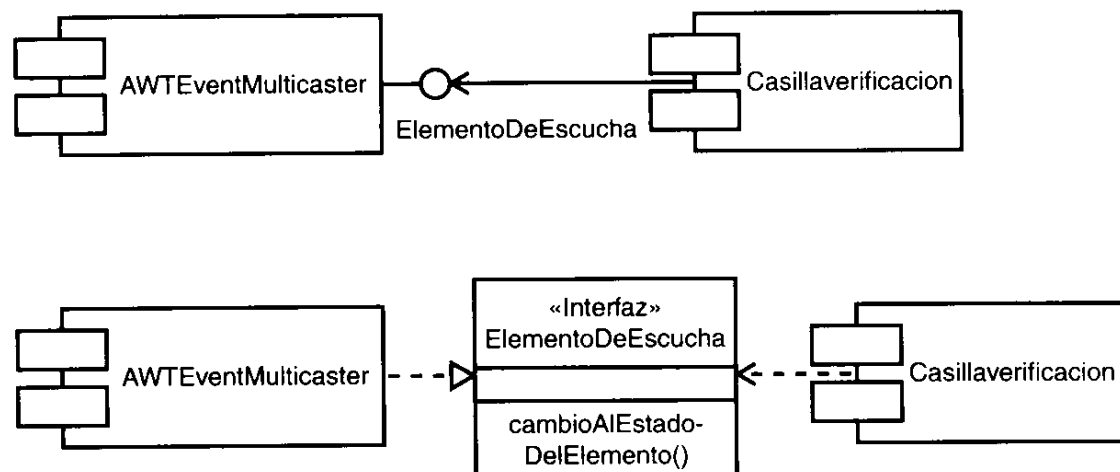 AWTEventMulticaster
Casillaverificacion
ElementoDeEscucha
«Interfaz»
ElementoDeEscucha
AWTEventMulticaster
Casillaverificacion
cambioAlEstado-
DelElemento()